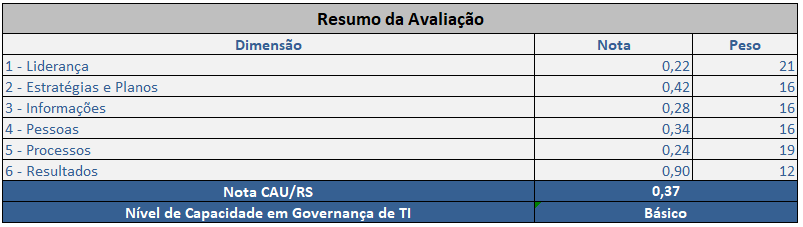 Resumo da Avaliação
Dimensão Nota Peso
1 - Liderança 0,22 21
2 - Estratégias e Planos 0,42 16
3 - Informações 0,28 16
4 - Pessoas 0,34 16
5 - Processos 0,24 19
6 - Resultados 0,90 12
Nota CAU/RS 0,37
Nível de Capacidade em Governança de TI Básico